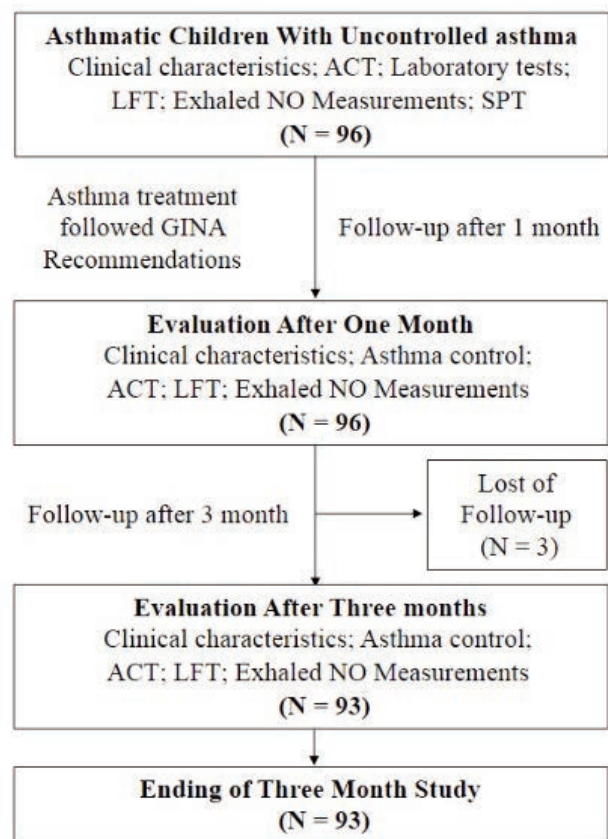 Asthmatic Children With Uncontrolled asthma
Clinical characteristics; ACT; Laboratory tests;
LFT; Exhaled NO Measurements; SPT
(N = 96)
Asthma treatment
followed GINA
Recommendations
Follow-up after 1 month
Evaluation After One Month
Clinical characteristics; Asthma control;
ACT; LFT; Exhaled NO Measurements
(N = 96)
Follow-up after 3 month
Lost of
Follow-up
(N = 3)
Evaluation After Three months
Clinical characteristics; Asthma control;
ACT; LFT; Exhaled NO Measurements
(N = 93)
Ending of Three Month Study
(N = 93)